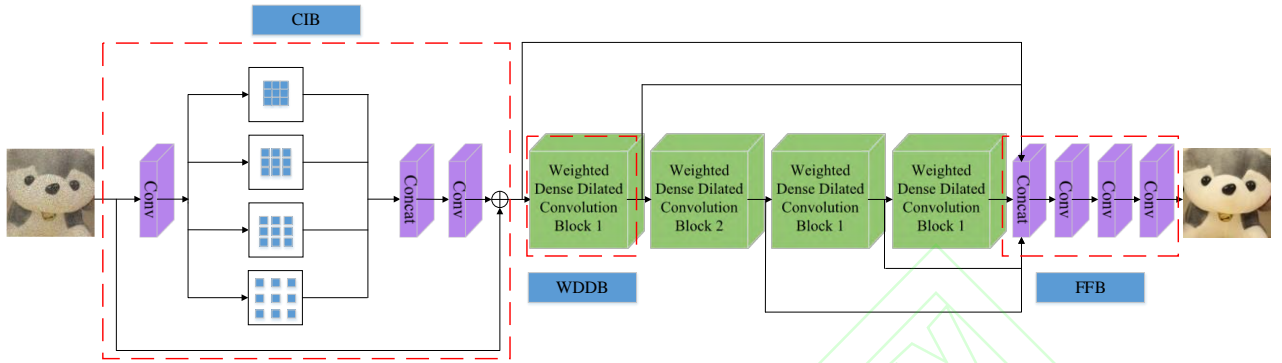 CIB
Conv
Concat
Conv
Weighted
Dense Dilated
Convolution
Block 1
Weighted
Dense Dilated
Convolution
Block 2
Weighted
Dense Dilated
Convolution
Block 1
Weighted
Dense Dilated
Convolution
Block 1
Concat
Conv
Conv
Conv
WDDB
FFB